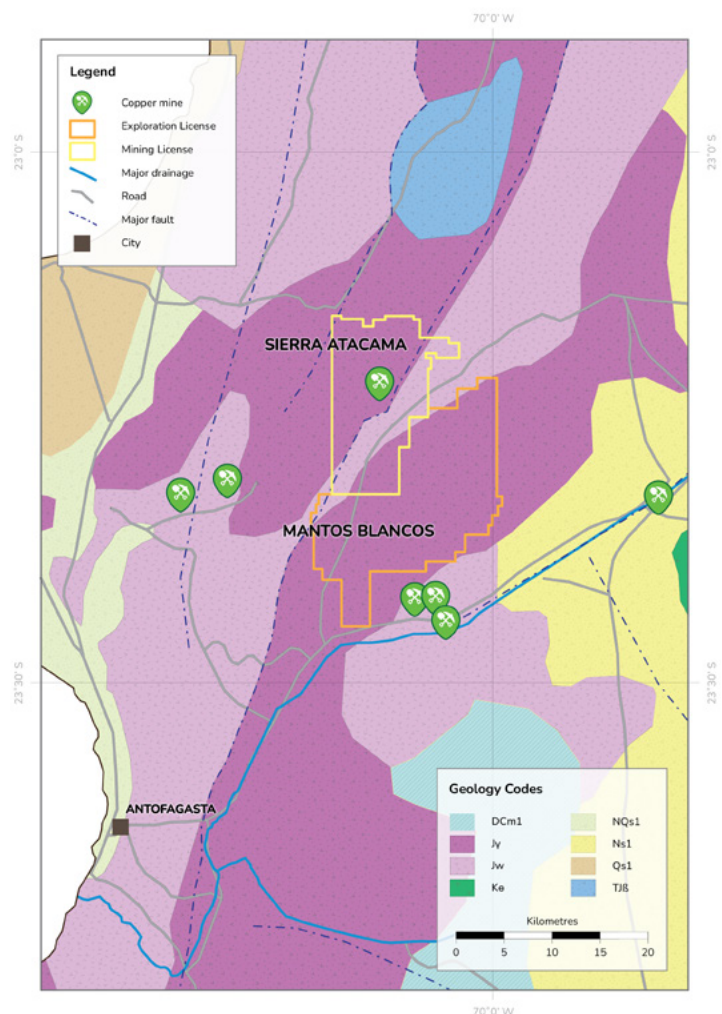 70°0' W
Legend
Copper mine
Exploration License
Mining License
Major drainage
Road
Major fault
City
23°0' S
23°0' S
SIERRA ATACAMA
MANTOS BLANCOS
23°30' S
23°30' S
ANTOFAGASTA
Geology Codes
DCm1
NQs1
Jy
Ns1
Jw
Qs1
Ke
TJß
Kilometres
0 5 10 15 20
70°0' W